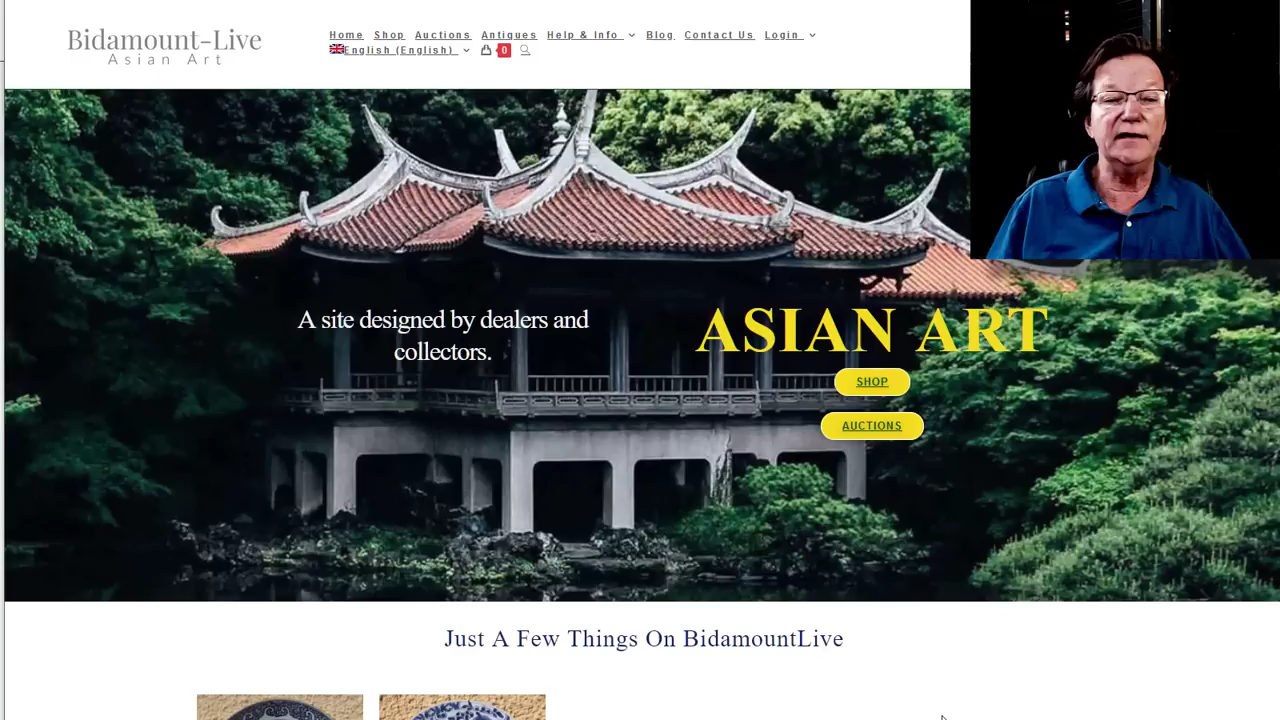 Bidamount-Live
Asian Art
Home Shop Auctions Antiques Help & Info Blog Contact Us Login
English (English) 0
A site designed by dealers and
collectors.
ASIAN ART
SHOP
AUCTIONS
Just A Few Things On BidamountLive